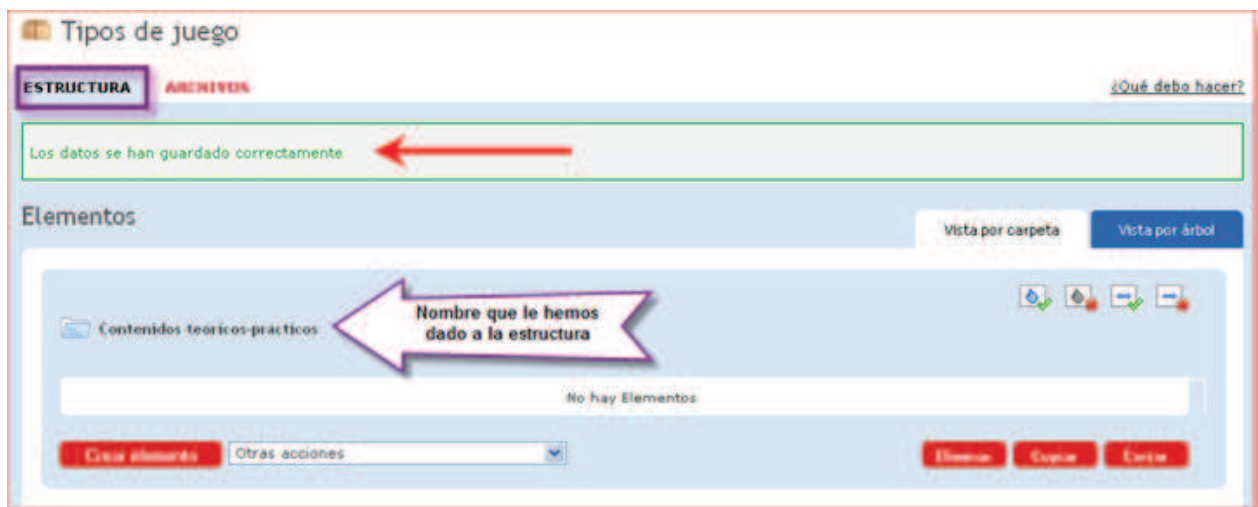 Tipos de juego
ESTRUCTURA ARCHIVOS ¿Qué debo hacer?
Los datos se han guardado correctamente
Elementos
Vista por carpeta Vista por árbol
Nombre que le hemos
dado a la estructura
Contenidos teoricos-prácticos
No hay Elementos
Crear elemento Otras acciones Eliminar Copiar Cortar